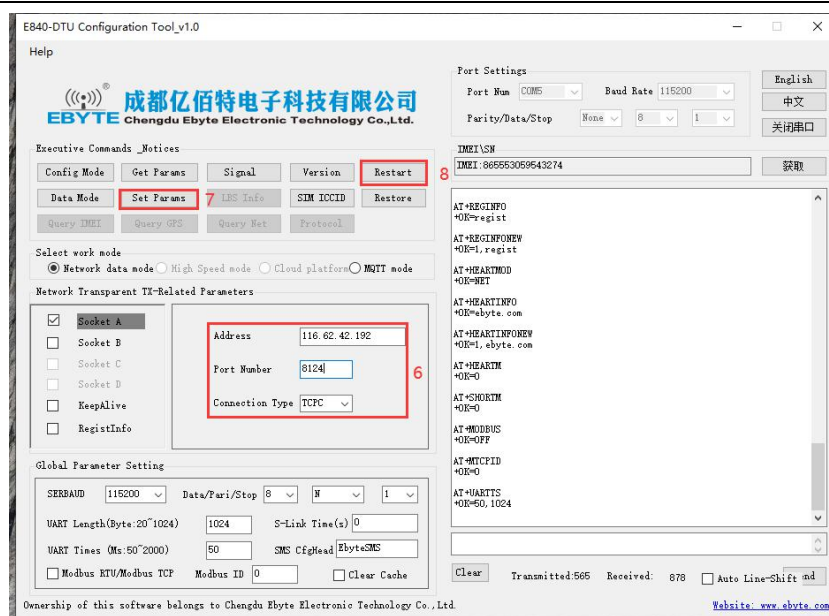 E840-DTU Configuration Tool_v1.0
Help
((•))® 成都亿佰特电子科技有限公司
EBYTE Chengdu Ebyte Electronic Technology Co.,Ltd.
Port Settings
Port Num COM5 Baud Rate 115200
Parity/Data/Stop None 8 1
English
中文
关闭串口
Executive Commands _Notices
Config Mode Get Params Signal Version Restart 8
Data Mode Set Params 7 LBS Info SIM ICCID Restore
Query IMEI Query GPS Query Net Protocol
IMEI\SN
IMEI:865553059543274 获取
Select work mode
Network data mode High Speed mode Cloud platform MQTT mode
Network Transparent TX-Related Parameters
Socket A
Socket B
Socket C
Socket D
KeepAlive
RegistInfo
Address 116.62.42.192
Port Number 8124
Connection Type TCPC
6
Global Parameter Setting
SERBAUD 115200 Data/Pari/Stop 8 N 1
UART Length(Byte:20~1024) 1024 S-Link Time(s) 0
UART Times (Ms:50~2000) 50 SMS CfgHead EbyteSMS
Modbus RTU/Modbus TCP Modbus ID 0 Clear Cache
AT+REGINFO
+OK=regist
AT+REGINFONEW
+OK=1,regist
AT+HEARTMOD
+OK=NET
AT+HEARTINFO
+OK=ebyte.com
AT+HEARTINFONEW
+OK=1,ebyte.com
AT+HEARTM
+OK=0
AT+SHORTM
+OK=0
AT+MODBUS
+OK=OFF
AT+MTCPID
+OK=0
AT+UARTTS
+OK=50,1024
Clear Transmitted:565 Received: 878 Auto Line-Shift nd
Ownership of this software belongs to Chengdu Ebyte Electronic Technology Co., Ltd. Website: www.ebyte.com